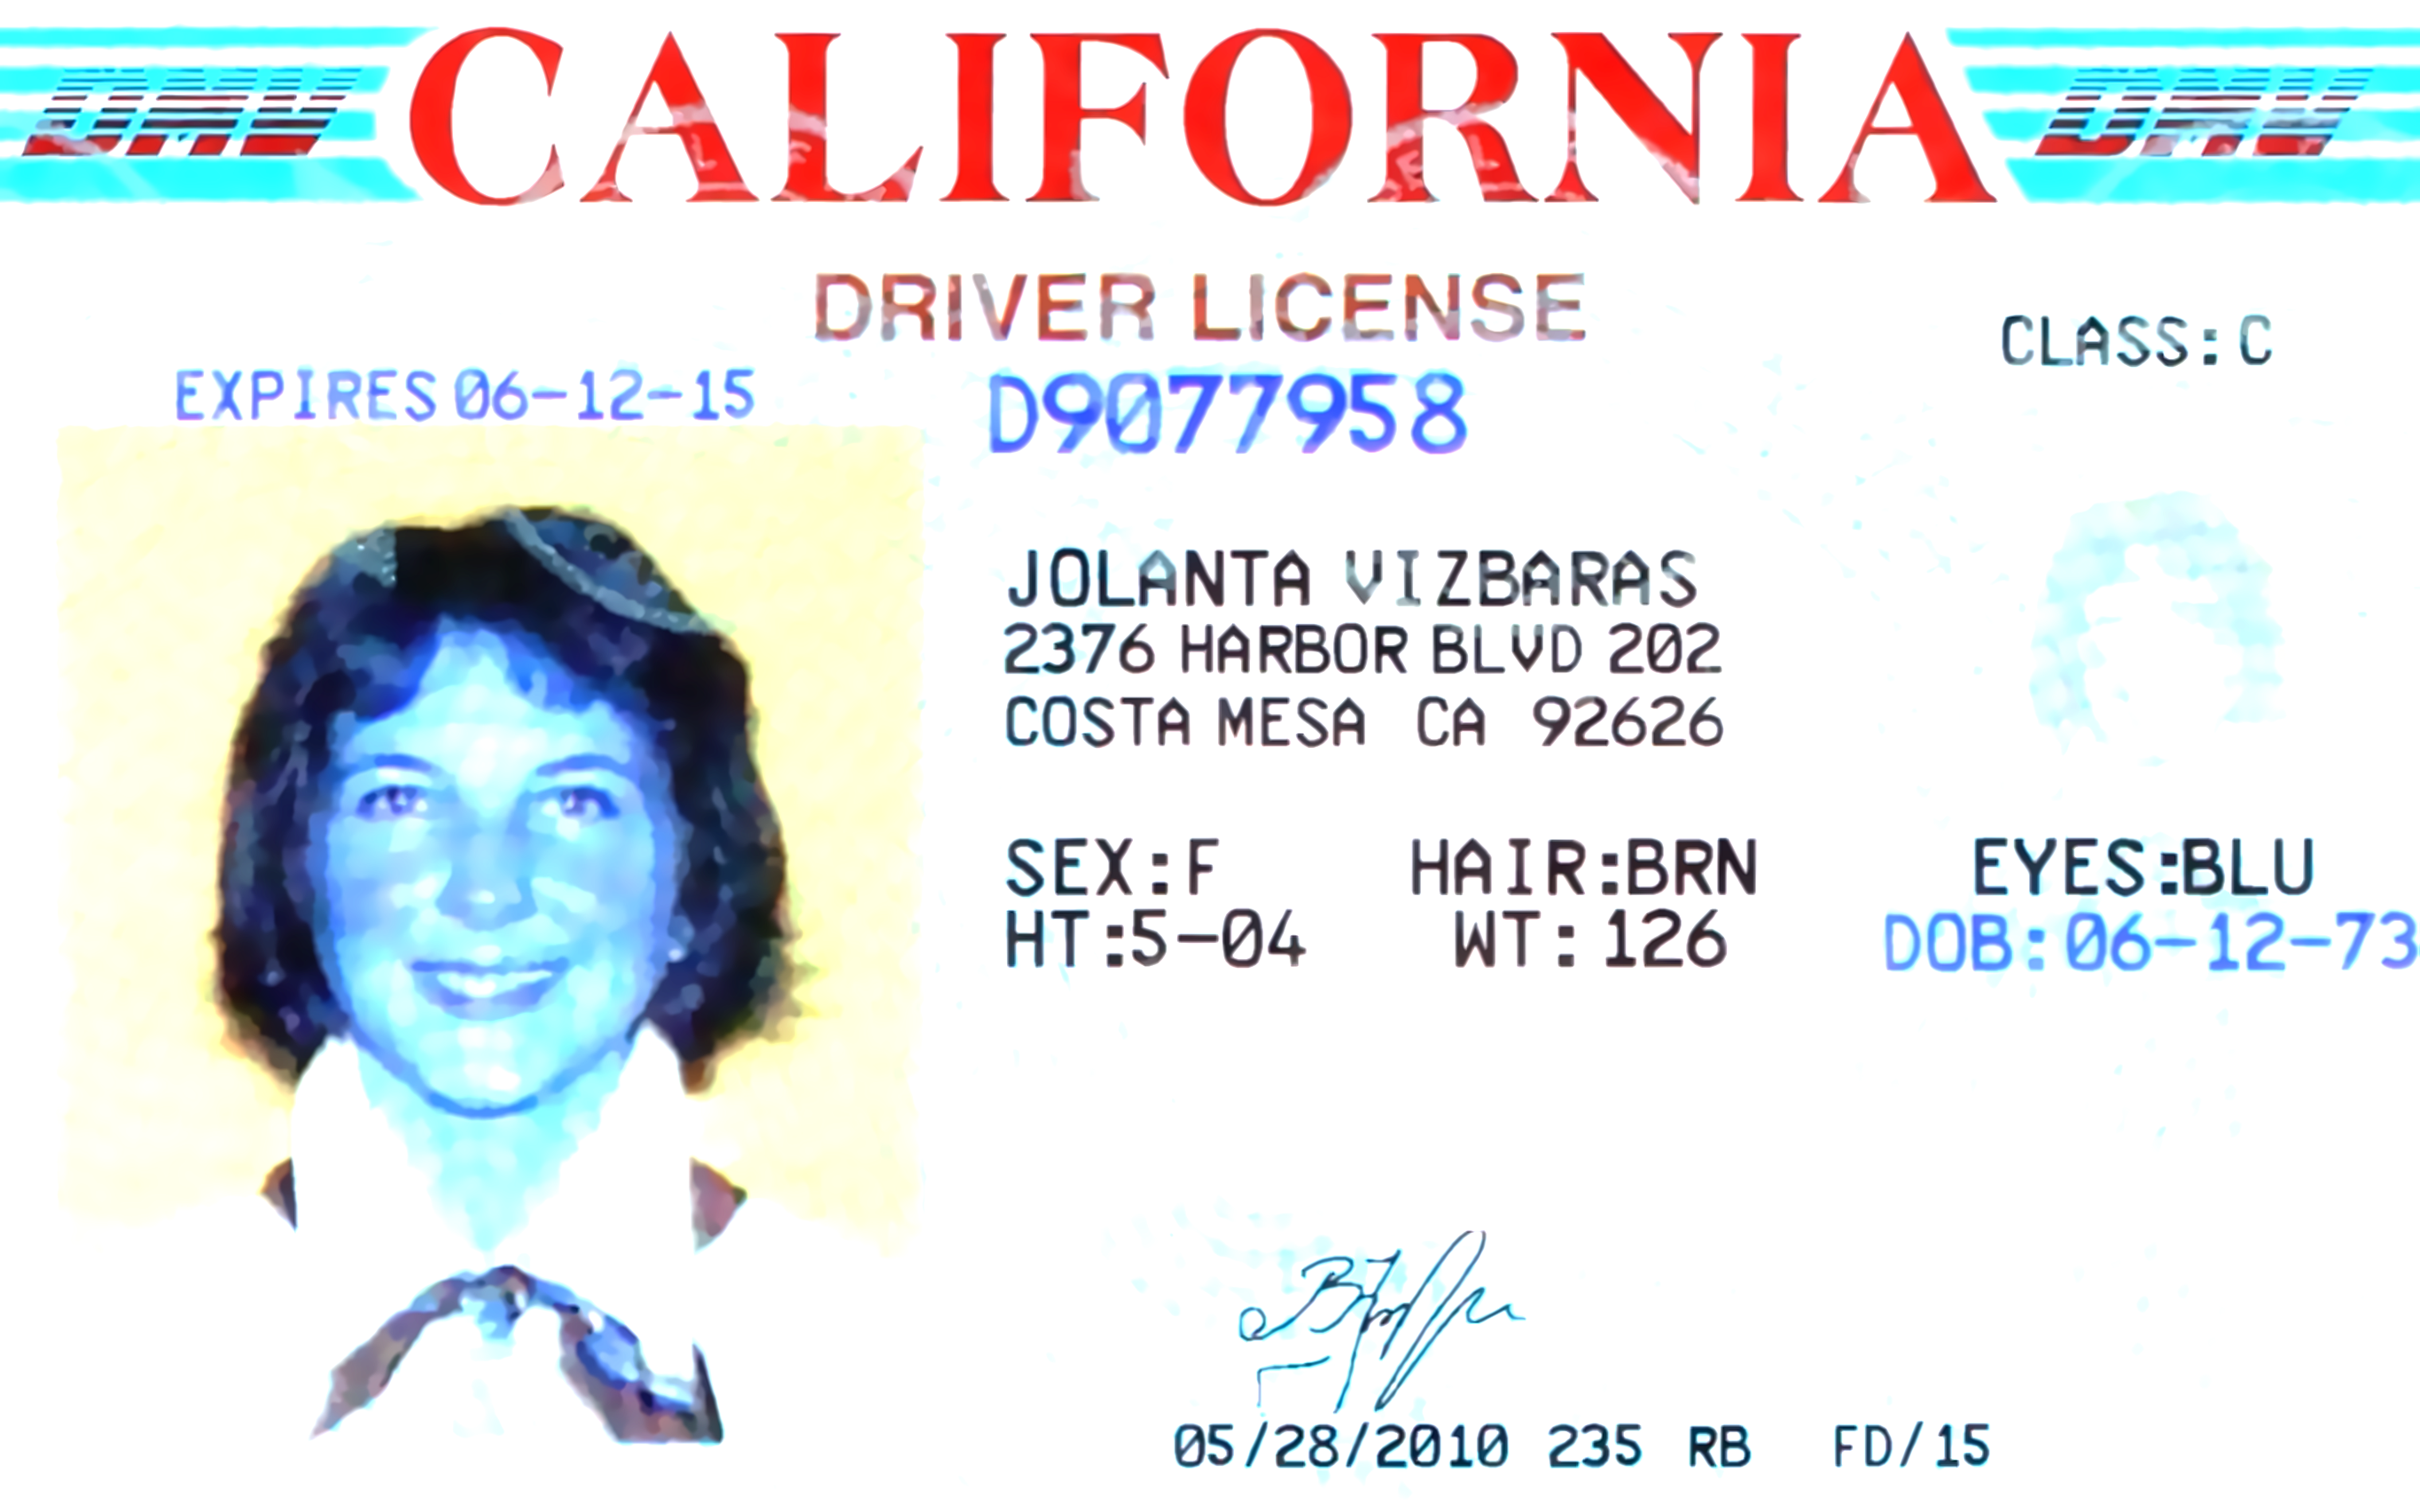 DMV CALIFORNIA DMV
DRIVER LICENSE
CLASS:C
EXPIRES 06-12-15
D9077958
JOLANTA VIZBARAS
2376 HARBOR BLVD 202
COSTA MESA CA 92626
SEX:F HAIR:BRN EYES:BLU
HT:5-04 WT:126 DOB:06-12-73
05/28/2010 235 RB FD/15